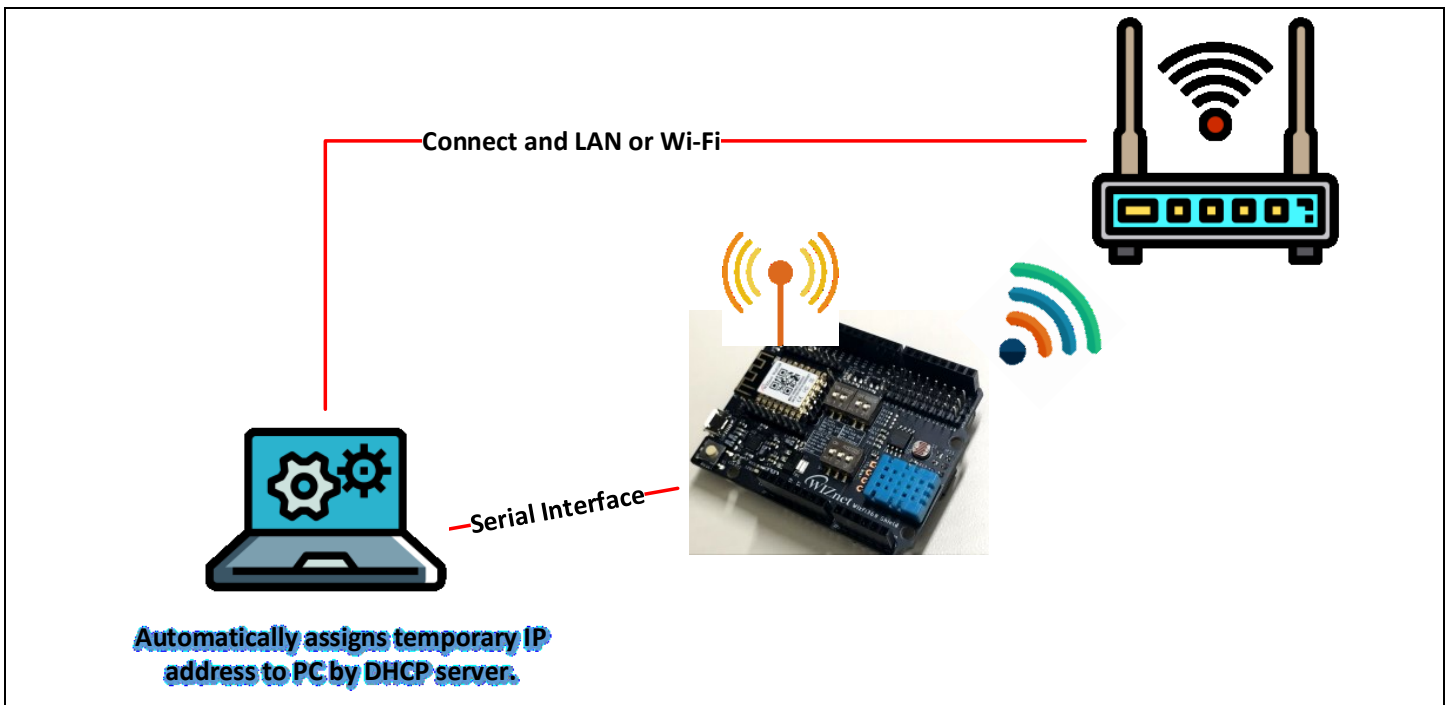 Connect and LAN or Wi-Fi
Serial Interface
WIZnet
Automatically assigns temporary IP
address to PC by DHCP server.